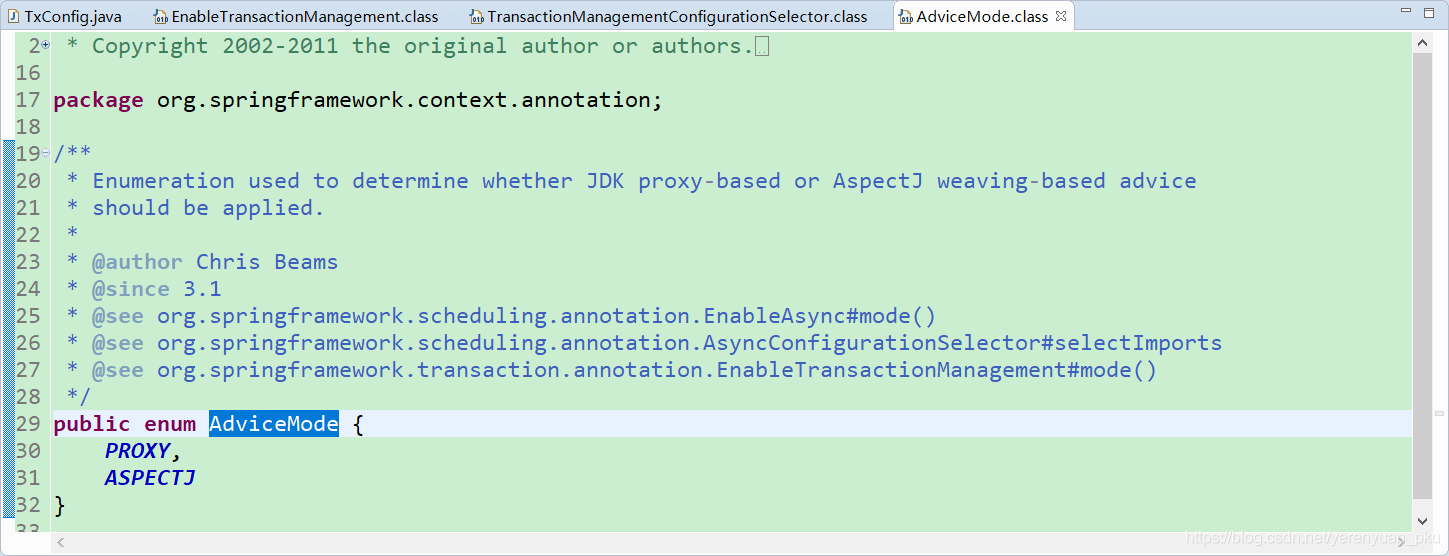 TxConfig.java EnableTransactionManagement.class TransactionManagementConfigurationSelector.class AdviceMode.class
2 * Copyright 2002-2011 the original author or authors.
16
17 package org.springframework.context.annotation;
18
19 /**
20 * Enumeration used to determine whether JDK proxy-based or AspectJ weaving-based advice
21 * should be applied.
22 *
23 * @author Chris Beams
24 * @since 3.1
25 * @see org.springframework.scheduling.annotation.EnableAsync#mode()
26 * @see org.springframework.scheduling.annotation.AsyncConfigurationSelector#selectImports
27 * @see org.springframework.transaction.annotation.EnableTransactionManagement#mode()
28 */
29 public enum AdviceMode {
30 PROXY,
31 ASPECTJ
32 }
33
https://blog.csdn.net/yerenyuan_pku